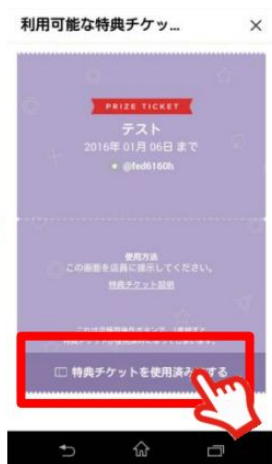 利用可能な特典チケッ...
PRIZE TICKET
テスト
2016年 01月 06日 まで
@fed6160h
使用方法
この画面を店員に提示してください。
特典チケット説明
特典チケットを使用済み
する